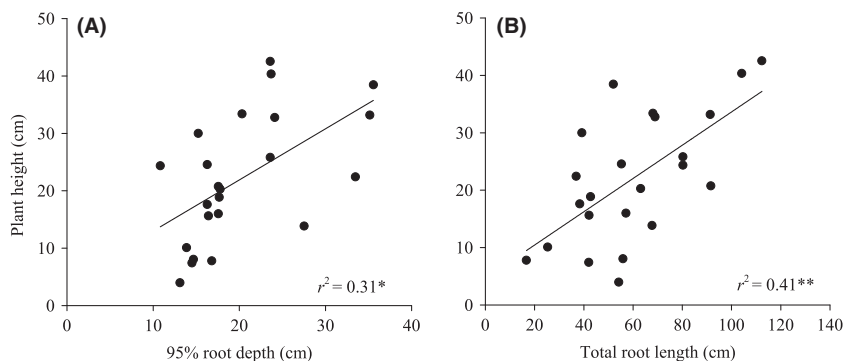 (A)
50
40
30
20
10
0
Plant height (cm)
r² = 0.31*
0 10 20 30 40
95% root depth (cm)
(B)
50
40
30
20
10
0
r² = 0.41**
0 20 40 60 80 100 120 140
Total root length (cm)